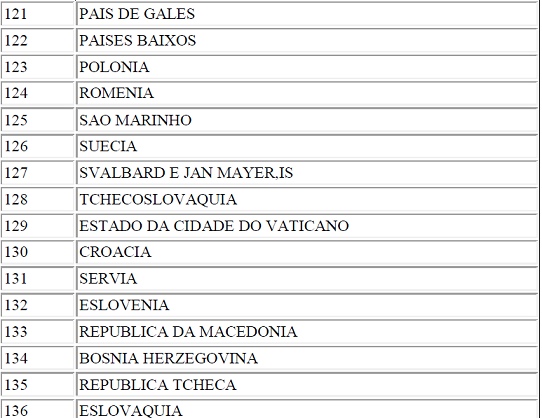 121 PAIS DE GALES
122 PAISES BAIXOS
123 POLONIA
124 ROMENIA
125 SAO MARINHO
126 SUECIA
127 SVALBARD E JAN MAYER,IS
128 TCHECOSLOVAQUIA
129 ESTADO DA CIDADE DO VATICANO
130 CROACIA
131 SERVIA
132 ESLOVENIA
133 REPUBLICA DA MACEDONIA
134 BOSNIA HERZEGOVINA
135 REPUBLICA TCHECA
136 ESLOVAQUIA